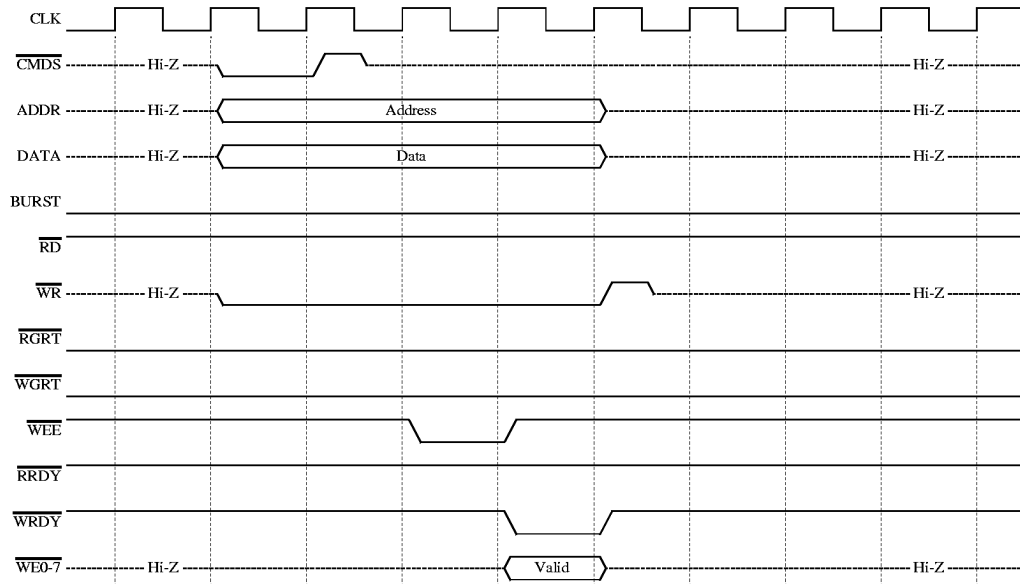 CLK
CMDS Hi-Z Hi-Z
ADDR Hi-Z Address Hi-Z
DATA Hi-Z Data Hi-Z
BURST
RD
WR Hi-Z Hi-Z
RGRT
WGRT
WEE
RRDY
WRDY
WE0-7 Hi-Z Valid Hi-Z